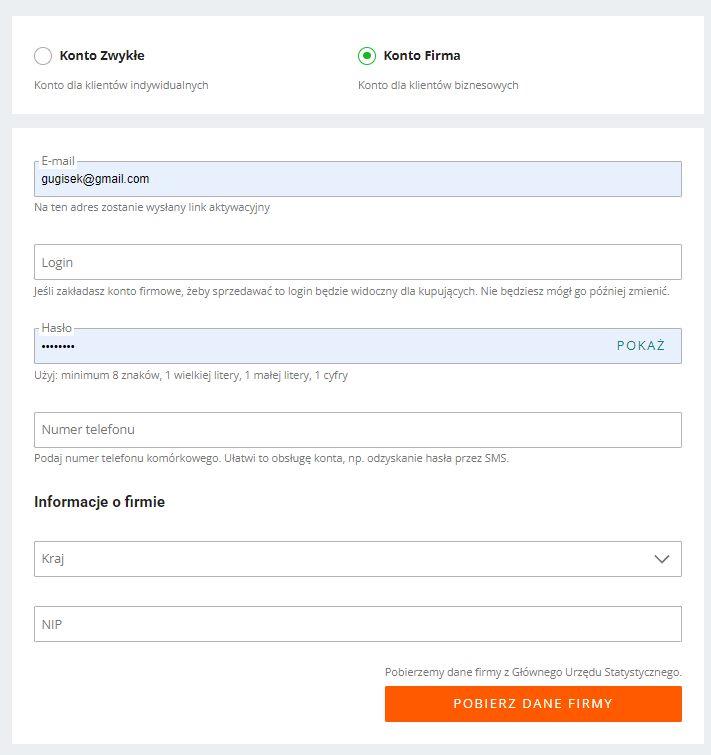 Konto Zwykłe
Konto Firma
Konto dla klientów indywidualnych
Konto dla klientów biznesowych
E-mail
gugisek@gmail.com
Na ten adres zostanie wysłany link aktywacyjny
Login
Jeśli zakładasz konto firmowe, żeby sprzedawać to login będzie widoczny dla kupujących. Nie będziesz mógł go później zmienić.
Hasło
•••••••• POKAŻ
Użyj: minimum 8 znaków, 1 wielkiej litery, 1 małej litery, 1 cyfry
Numer telefonu
Podaj numer telefonu komórkowego. Ułatwi to obsługę konta, np. odzyskanie hasła przez SMS.
Informacje o firmie
Kraj
NIP
Pobierzemy dane firmy z Głównego Urzędu Statystycznego.
POBIERZ DANE FIRMY